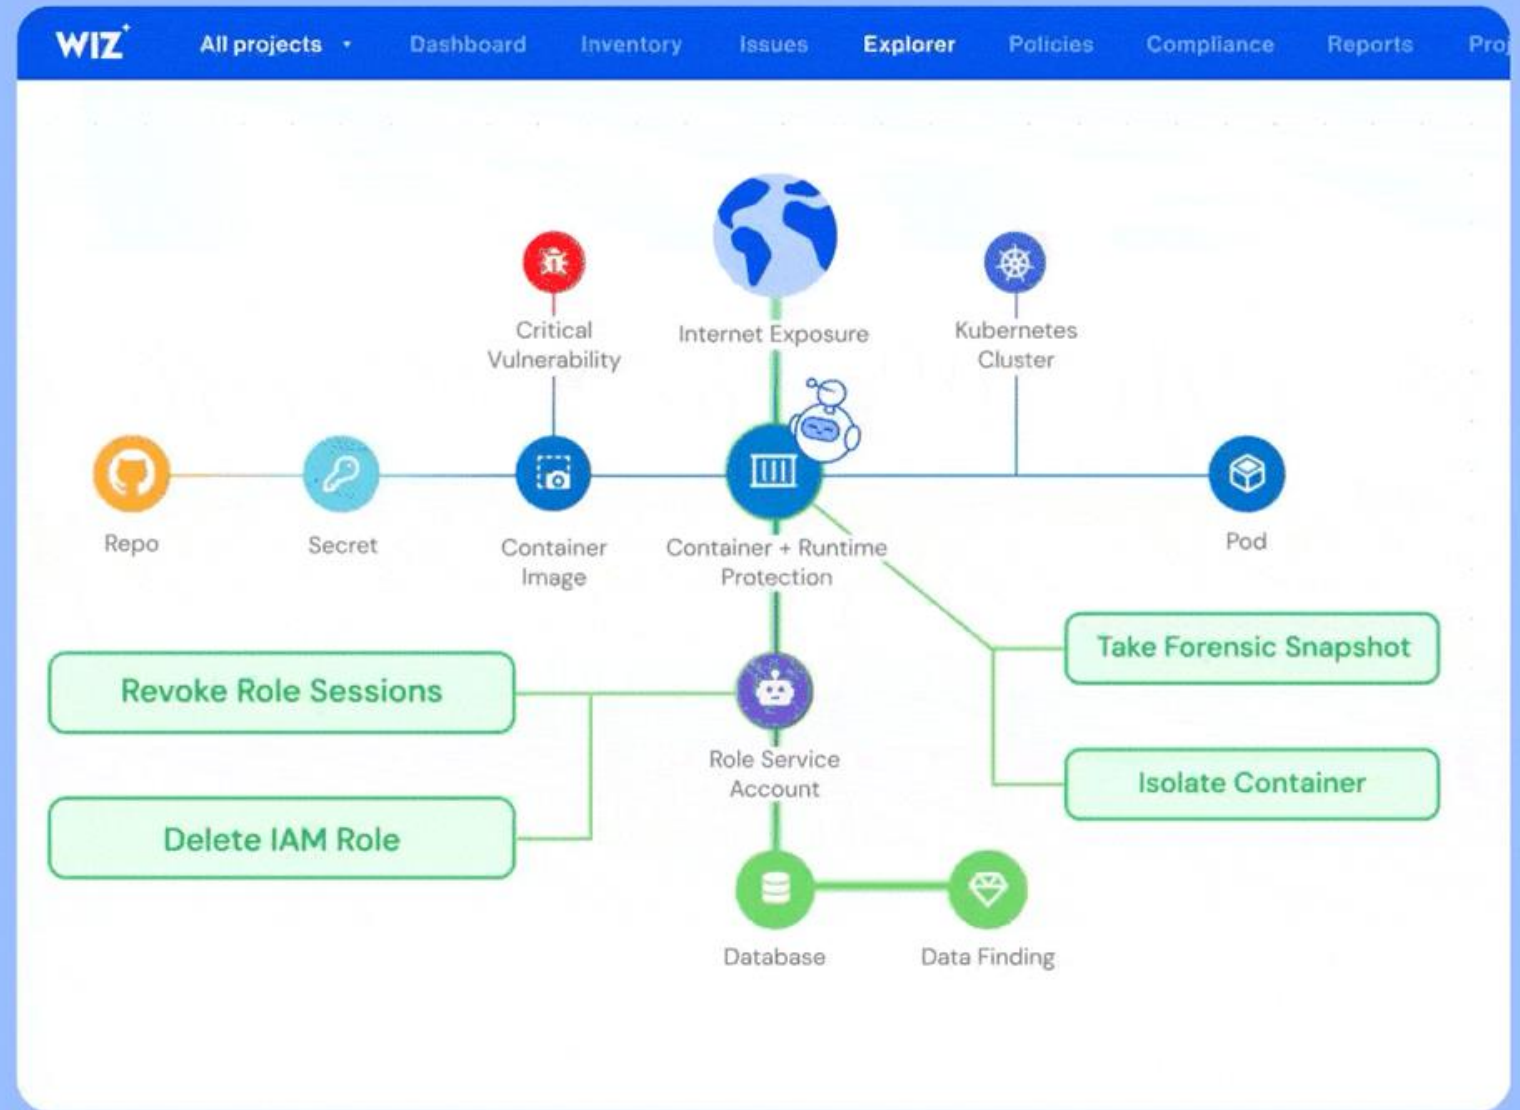 WIZ
All projects
Dashboard
Inventory
Issues
Explorer
Policies
Compliance
Reports
Proj
Critical
Vulnerability
Internet Exposure
Kubernetes
Cluster
Repo
Secret
Container
Image
Container + Runtime
Protection
Pod
Take Forensic Snapshot
Revoke Role Sessions
Role Service
Account
Isolate Container
Delete IAM Role
Database
Data Finding